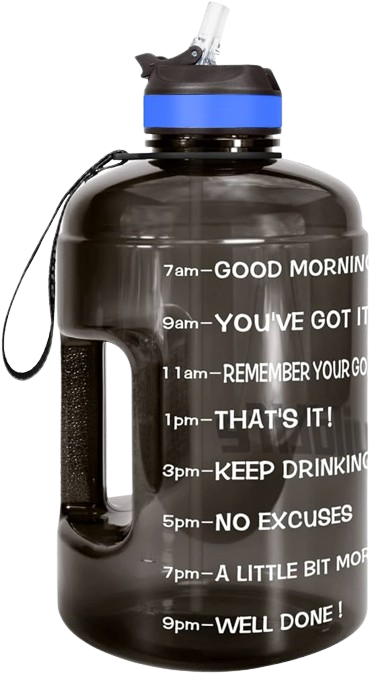 7am–GOOD MORNING
9am–YOU'VE GOT IT
11am–REMEMBER YOUR GO
1pm–THAT'S IT!
3pm–KEEP DRINKING
5pm–NO EXCUSES
7pm–A LITTLE BIT MOR
9pm–WELL DONE !